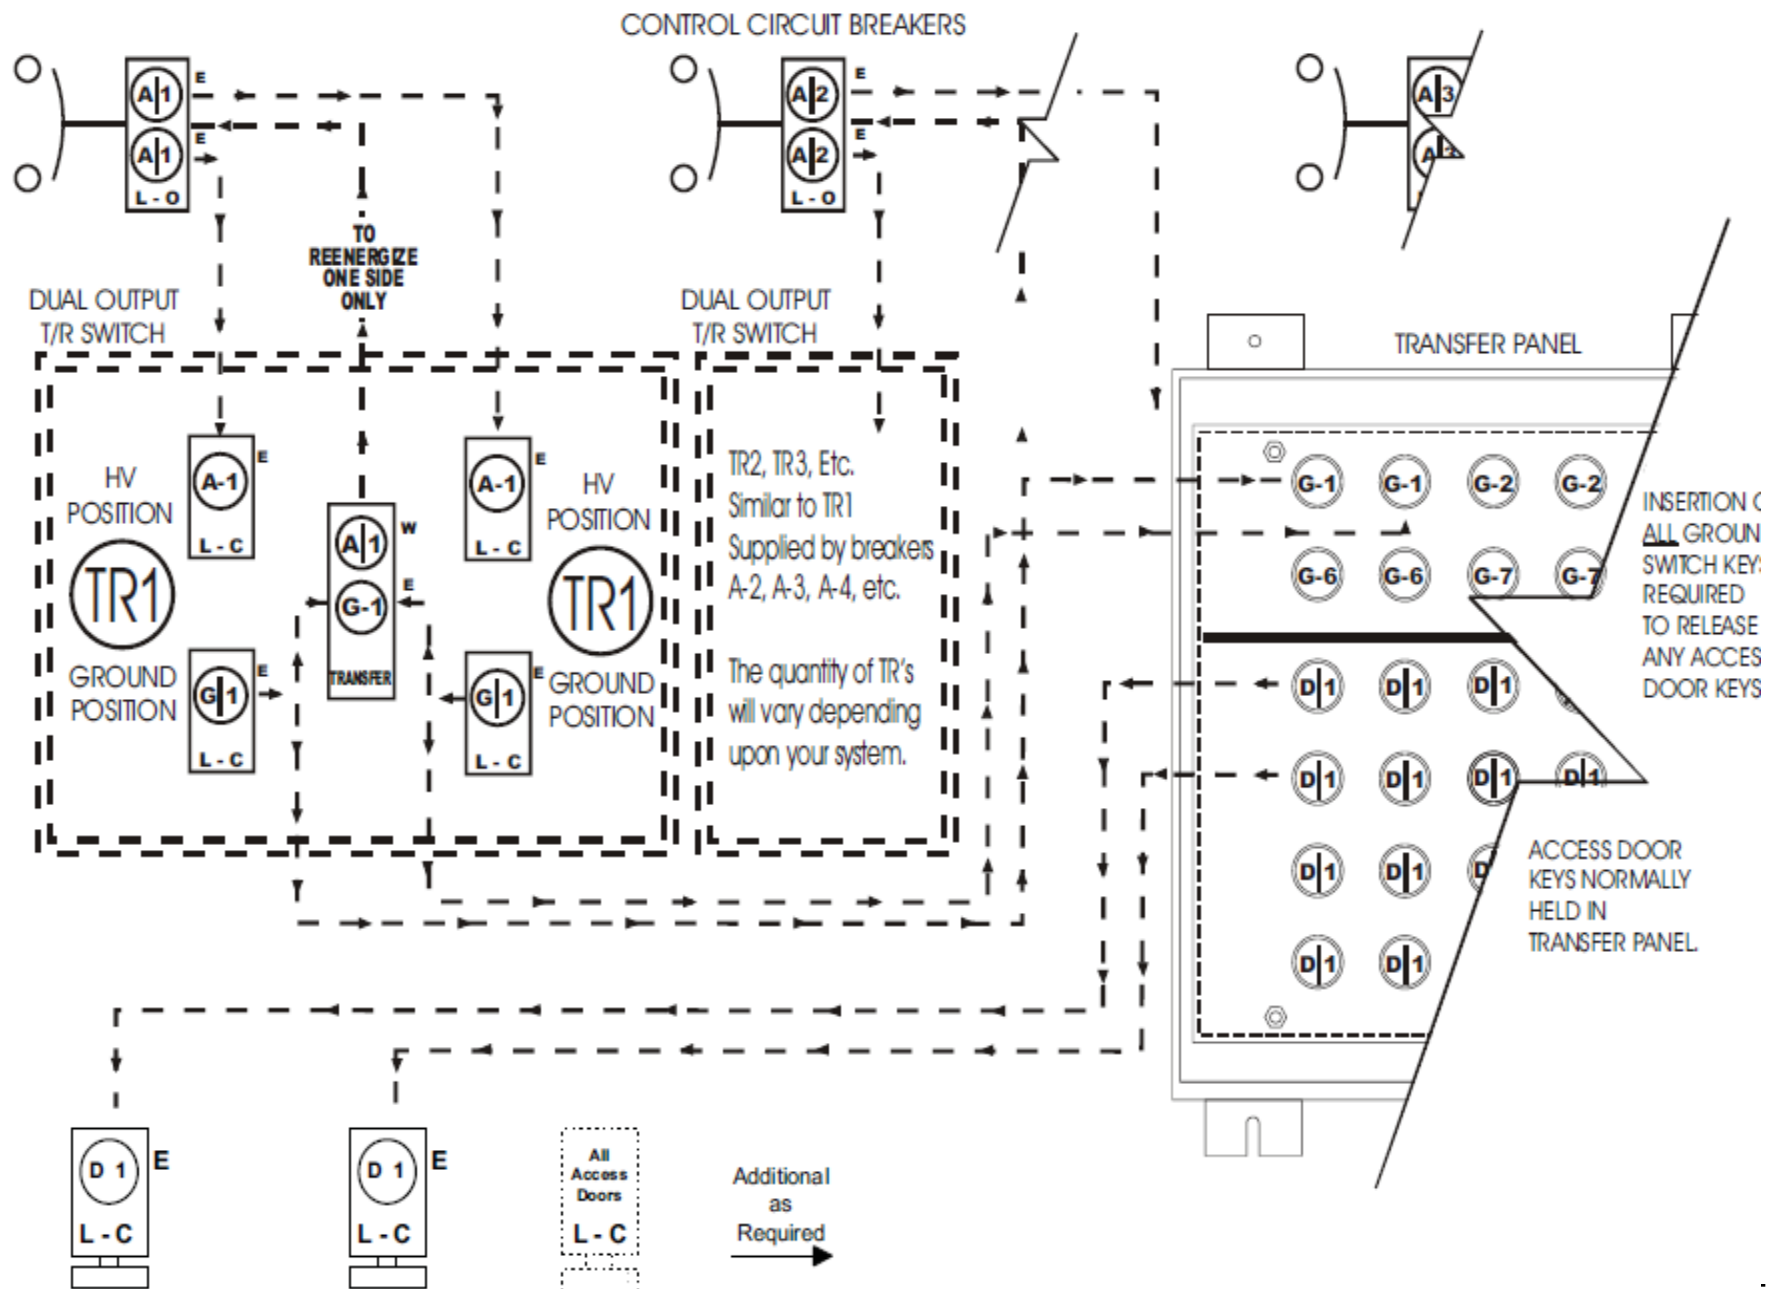 CONTROL CIRCUIT BREAKERS
A 1 E
A 1 E
L - O
A 2 E
A 2 E
L - O
A 3
A 3
TO
REENERGIZE
ONE SIDE
ONLY
DUAL OUTPUT
T/R SWITCH
DUAL OUTPUT
T/R SWITCH
TRANSFER PANEL
HV
POSITION
TR1
GROUND
POSITION
A-1 E
L - C
G 1 E
L - C
A 1 W
G-1 E
TRANSFER
A-1 E
L - C
G 1 E
L - C
HV
POSITION
TR1
GROUND
POSITION
TR2, TR3, Etc.
Similar to TR1
Supplied by breakers
A-2, A-3, A-4, etc.
The quantity of TR's
will vary depending
upon your system.
G-1 G-1 G-2 G-2
G-6 G-6 G-7 G-7
D 1 D 1 D 1
D 1 D 1 D 1 D 1
D 1 D 1 D
D 1 D 1
INSERTION
ALL GROUN
SWITCH KEYS
REQUIRED
TO RELEASE
ANY ACCES
DOOR KEYS
ACCESS DOOR
KEYS NORMALLY
HELD IN
TRANSFER PANEL.
D 1 E
L - C
D 1 E
L - C
All
Access
Doors
L - C
Additional
as
Required